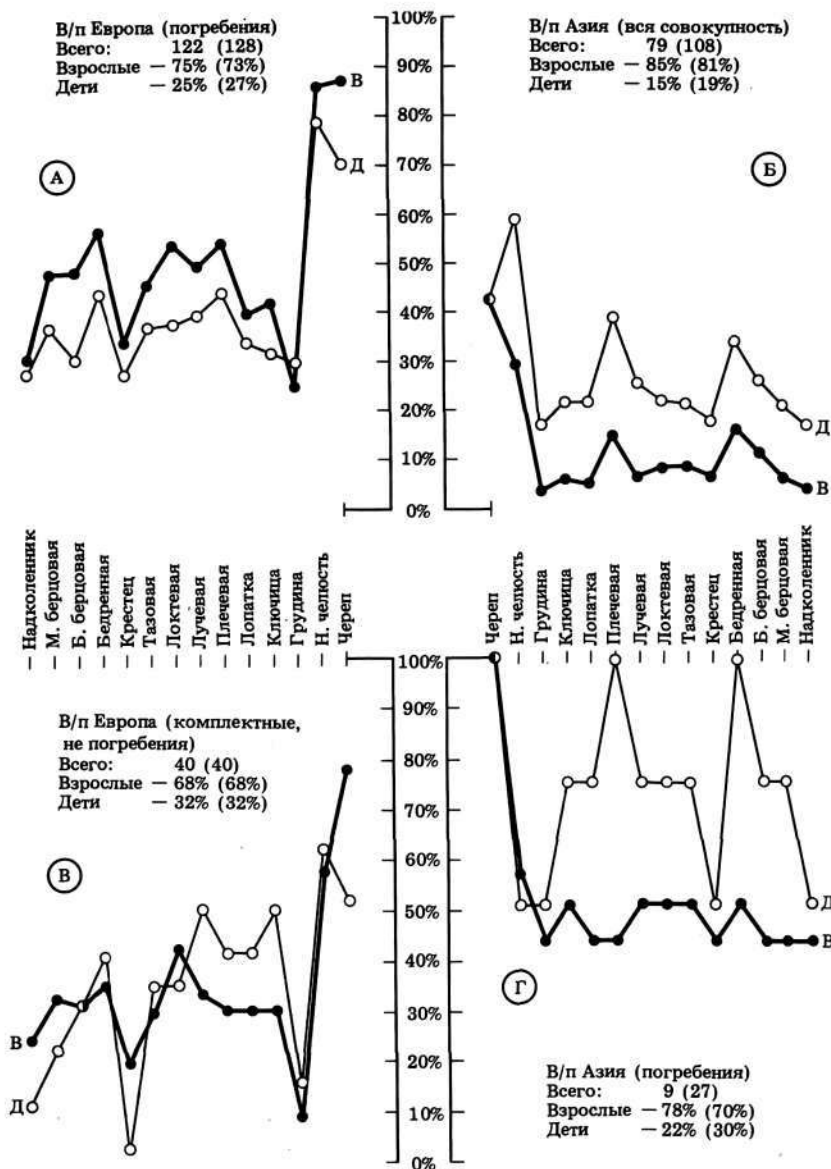 В/п Европа (погребения)
Всего: 122 (128)
Взрослые — 75% (73%)
Дети — 25% (27%)
А
В
Д
100%
90%
80%
70%
60%
50%
40%
30%
20%
10%
0%
В/п Азия (вся совокупность)
Всего: 79 (108)
Взрослые — 85% (81%)
Дети — 15% (19%)
Б
Д
В
— Надколенник
— М. берцовая
— Б. берцовая
— Бедренная
— Крестец
— Тазовая
— Локтевая
— Лучевая
— Плечевая
— Лопатка
— Ключица
— Грудина
— Н. челюсть
— Череп
— Череп
— Н. челюсть
— Грудина
— Ключица
— Лопатка
— Плечевая
— Лучевая
— Локтевая
— Тазовая
— Крестец
— Бедренная
— Б. берцовая
— М. берцовая
— Надколенник
В/п Европа (комплектные,
не погребения)
Всего: 40 (40)
Взрослые — 68% (68%)
Дети — 32% (32%)
В
В
Д
100%
90%
80%
70%
60%
50%
40%
30%
20%
10%
0%
Д
В
Г
В/п Азия (погребения)
Всего: 9 (27)
Взрослые — 78% (70%)
Дети — 22% (30%)